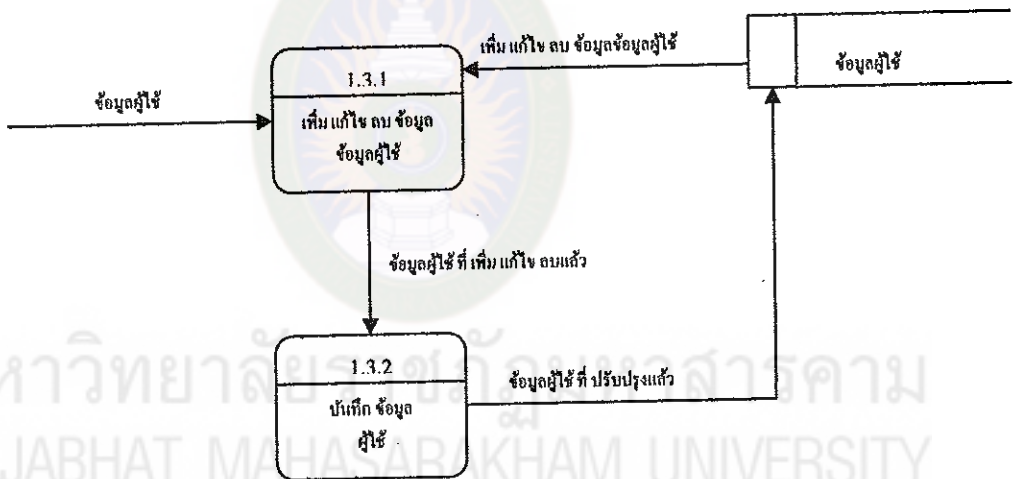 เพิ่ม แก้ไข ลบ ข้อมูลข้อมูลผู้ใช้
ข้อมูลผู้ใช้
ข้อมูลผู้ใช้
1.3.1
เพิ่ม แก้ไข ลบ ข้อมูล
ข้อมูลผู้ใช้
ข้อมูลผู้ใช้ ที่ เพิ่ม แก้ไข ลบแล้ว
1.3.2
บันทึก ข้อมูล
ผู้ใช้
ข้อมูลผู้ใช้ ที่ ปรับปรุงแล้ว
หาวิทยาลัยราชภัฏมหาสารคาม
JABHAT MAHASARAKHAM UNIVERSITY